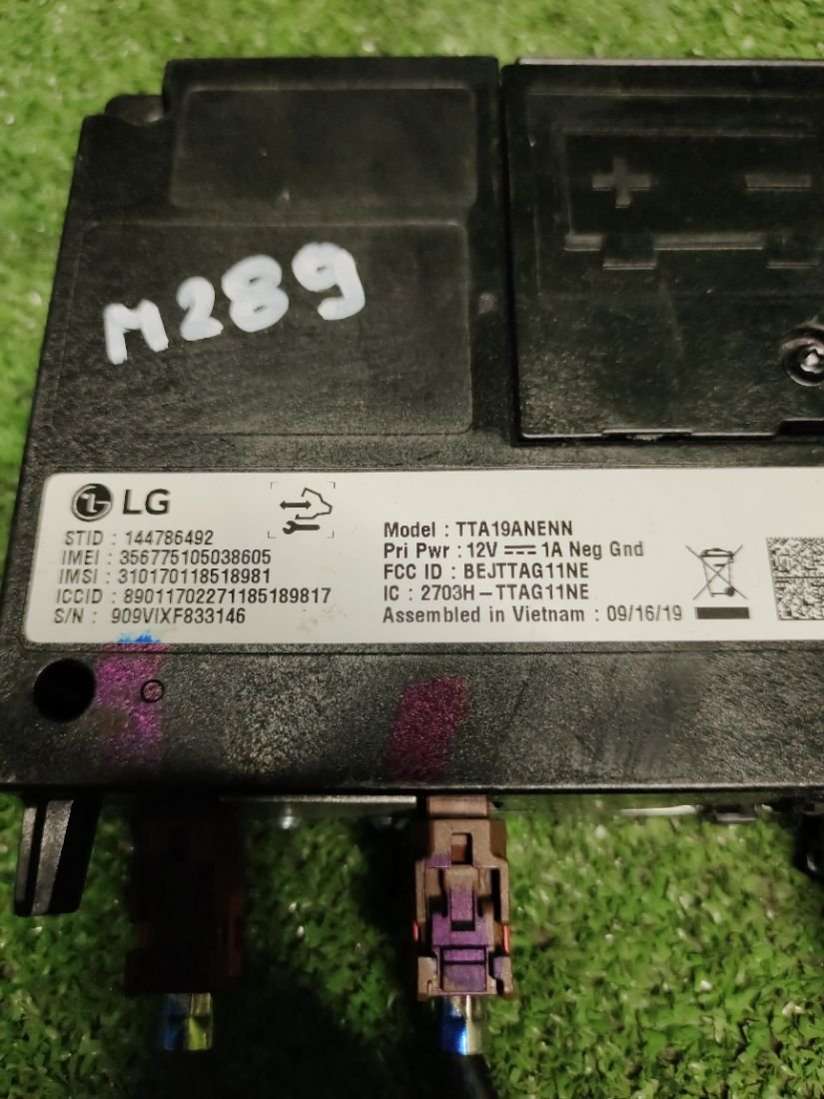 M289
LG
STID : 144786492
IMEI : 356775105038605
IMSI : 310170118518981
ICCID : 89011702271185189817
S/N : 909VIXF833146
Model : TTA19ANENN
Pri Pwr : 12V ⎓ 1A Neg Gnd
FCC ID : BEJTTAG11NE
IC : 2703H-TTAG11NE
Assembled in Vietnam : 09/16/19